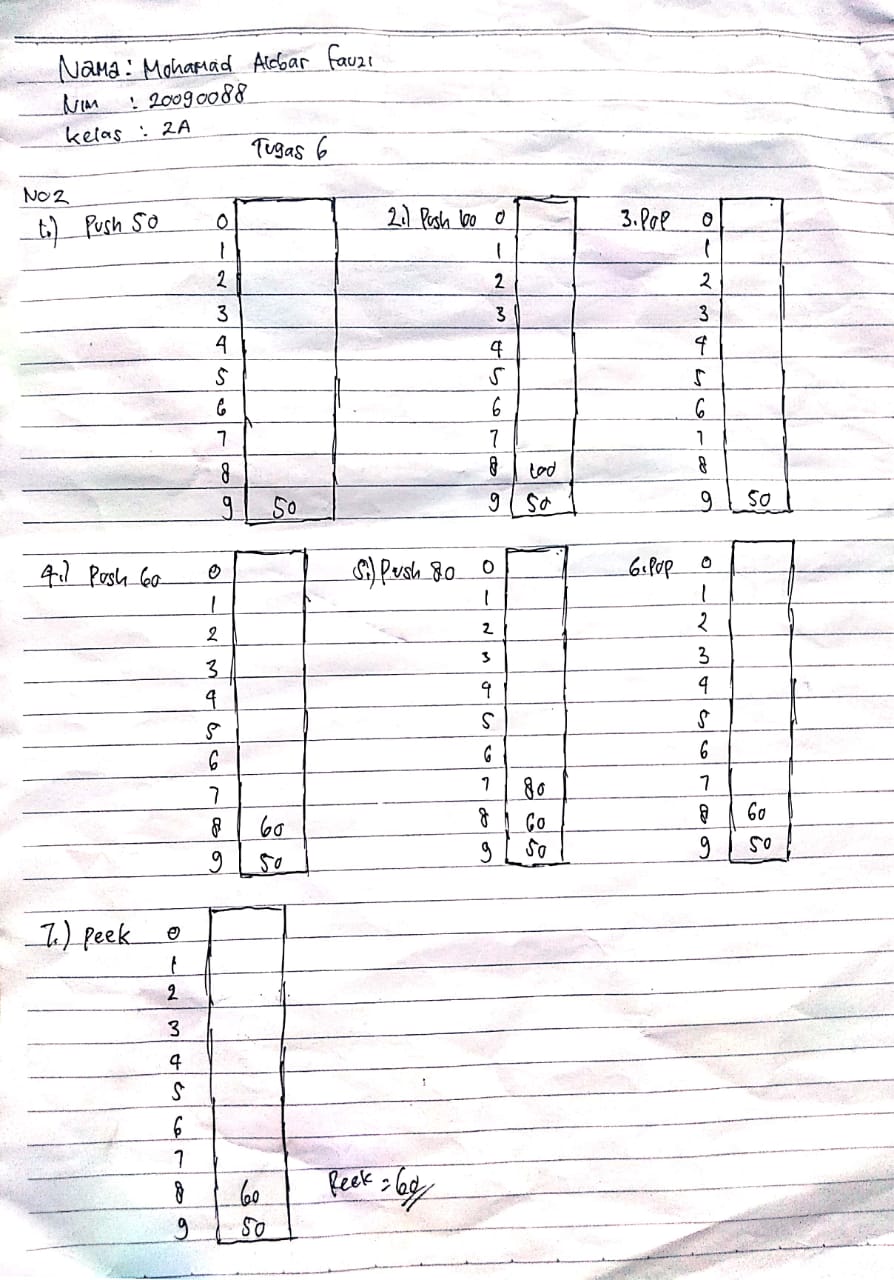 Nama : Mohamad Akbar Fauzi
NIM : 20090088
Kelas : 2A
Tugas 6
NO 2
1.) Push 50 0 2.) Push 100 0 3. Pop 0
1 1 1
2 2 2
3 3 3
4 4 4
5 5 5
6 6 6
7 7 7
8 8 100 8
9 50 9 50 9 50
4.) Push 60 0 5.) Push 80 0 6. Pop 0
1 1 1
2 2 2
3 3 3
4 4 4
5 5 5
6 6 6
7 7 80 7
8 60 8 60 8 60
9 50 9 50 9 50
7.) Peek 0
1
2
3
4
5
6
7
8 60 Peek = 60
9 50